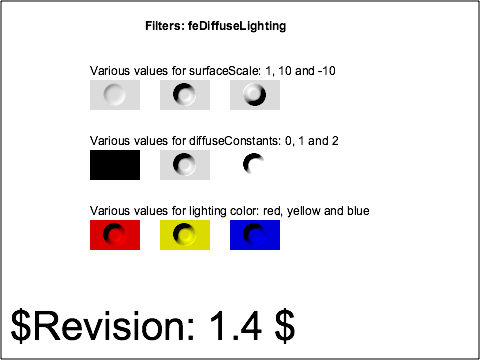 Filters: feDiffuseLighting
Various values for surfaceScale: 1, 10 and -10
Various values for diffuseConstants: 0, 1 and 2
Various values for lighting color: red, yellow and blue
$Revision: 1.4 $